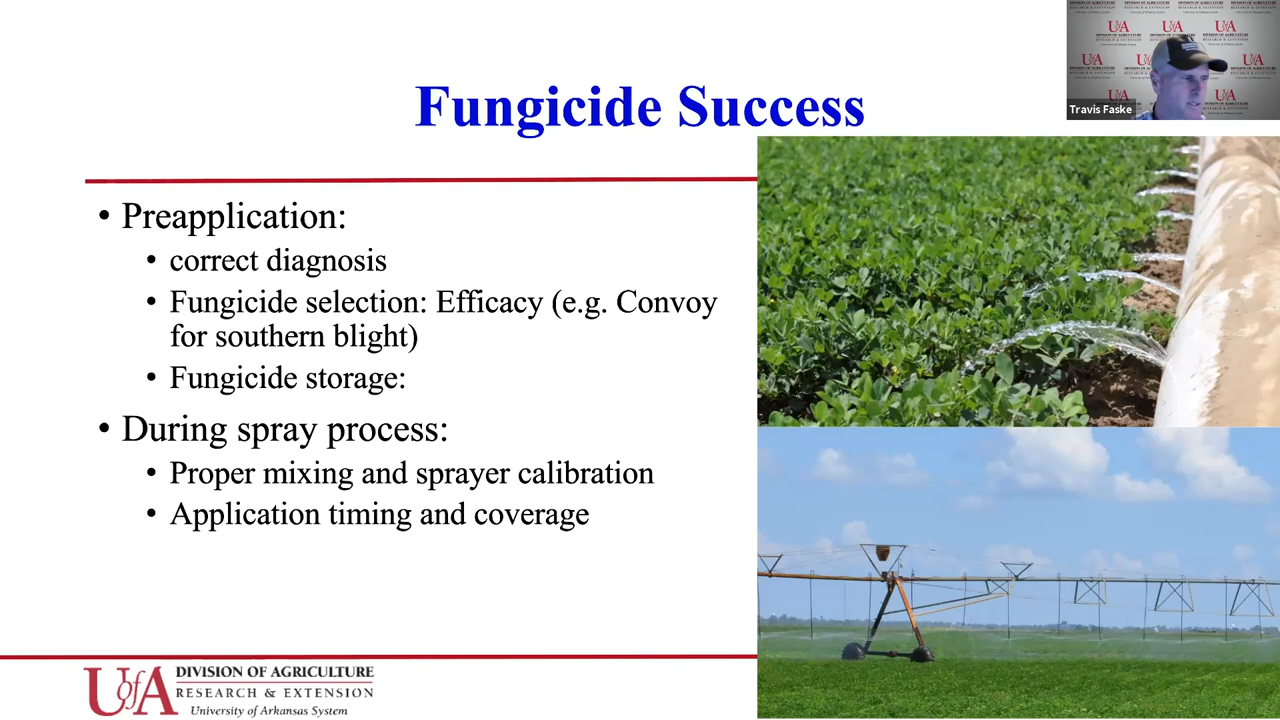 Fungicide Success
Travis Faske
• Preapplication:
• correct diagnosis
• Fungicide selection: Efficacy (e.g. Convoy
for southern blight)
• Fungicide storage:
• During spray process:
• Proper mixing and sprayer calibration
• Application timing and coverage
UofA
DIVISION OF AGRICULTURE
RESEARCH & EXTENSION
University of Arkansas System